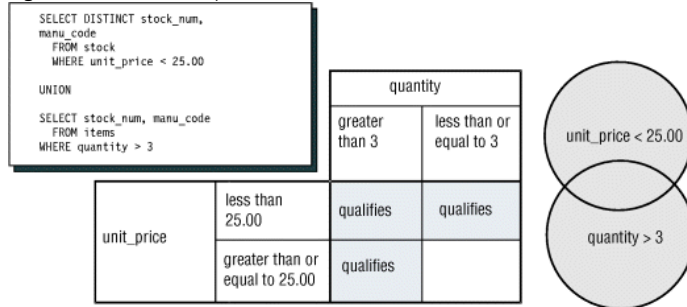 SELECT DISTINCT stock_num,
manu_code
FROM stock
WHERE unit_price < 25.00
UNION
SELECT stock_num, manu_code
FROM items
WHERE quantity > 3
quantity
greater
than 3
less than or
equal to 3
unit_price
less than
25.00
qualifies
qualifies
greater than or
equal to 25.00
qualifies
unit_price < 25.00
quantity > 3